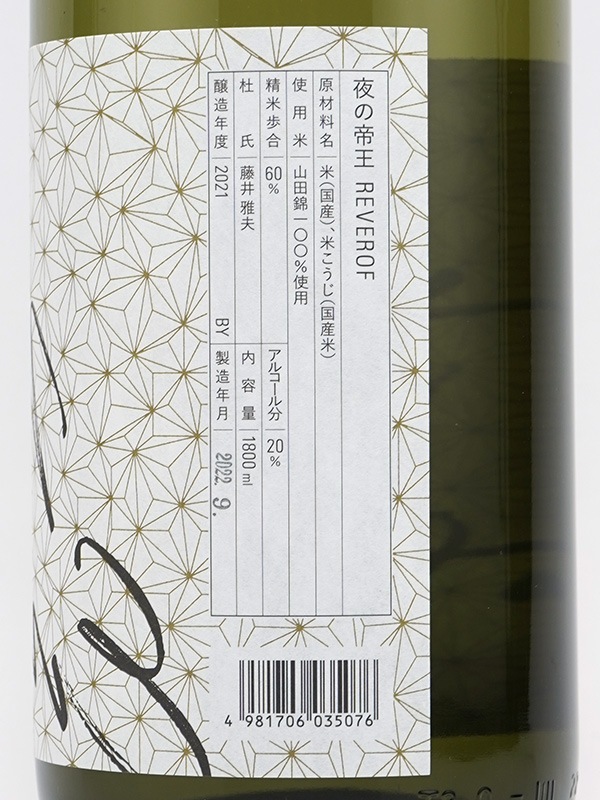 夜の帝王 REVEROF
原材料名 米(国産)、米こうじ(国産米)
使用米 山田錦一〇〇%使用
精米歩合 60% アルコール分 20%
杜氏 藤井雅夫 内容量 1800ml
醸造年度 2021 BY 製造年月 2022. 9.
4 981706 035076